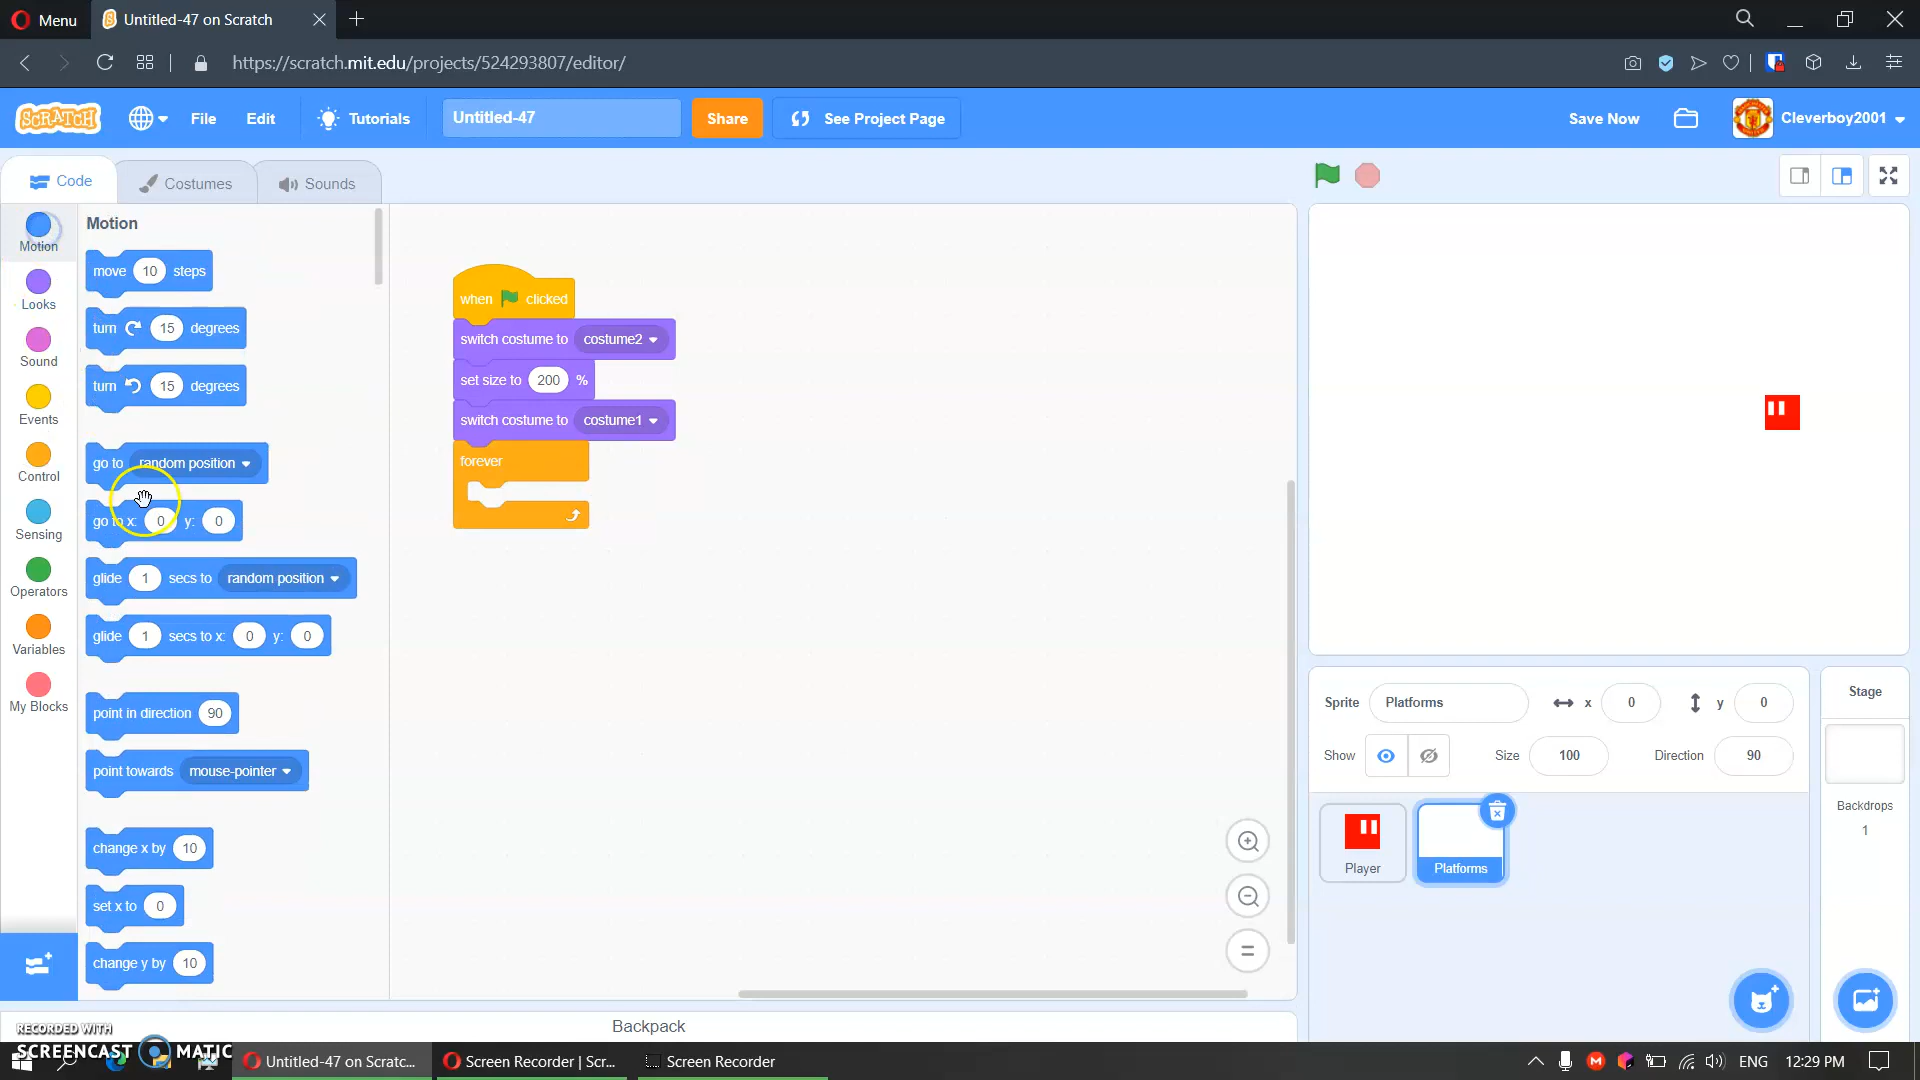 Menu
Untitled-47 on Scratch
https://scratch.mit.edu/projects/524293807/editor/
SCRATCH
File
Edit
Tutorials
Untitled-47
Share
See Project Page
Save Now
Cleverboy2001
Code
Costumes
Sounds
Motion
Looks
Sound
Events
Control
Sensing
Operators
Variables
My Blocks
Motion
move 10 steps
turn 15 degrees
turn 15 degrees
go to random position
go to x: 0 y: 0
glide 1 secs to random position
glide 1 secs to x: 0 y: 0
point in direction 90
point towards mouse-pointer
change x by 10
set x to 0
change y by 10
when clicked
switch costume to costume2
set size to 200 %
switch costume to costume1
forever
Sprite Platforms x 0 y 0
Show Size 100 Direction 90
Player
Platforms
Stage
Backdrops
1
Backpack
RECORDED WITH
SCREENCAST MATIC
Untitled-47 on Scratc...
Screen Recorder | Scr...
Screen Recorder
ENG
12:29 PM